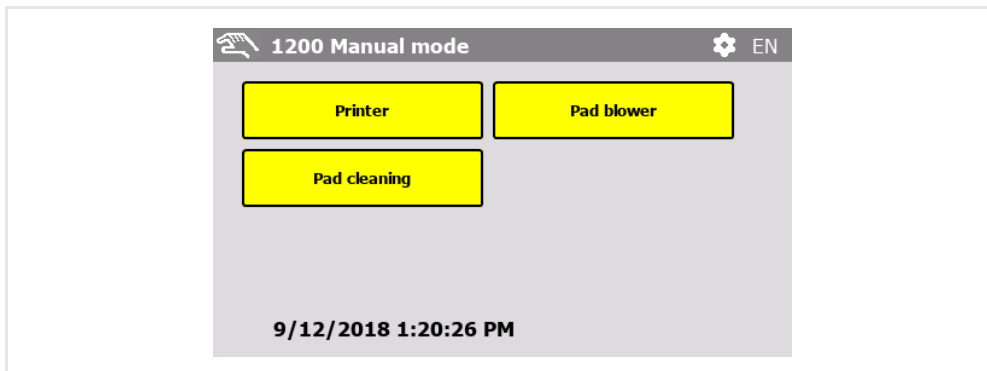 1200 Manual mode EN
Printer Pad blower
Pad cleaning
9/12/2018 1:20:26 PM